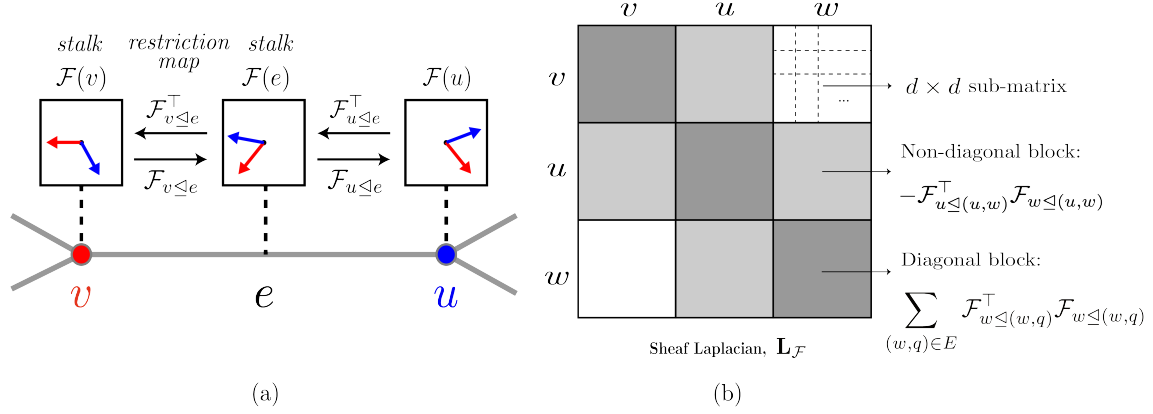 stalk restriction map stalk
𝓕(v) 𝓕(e) 𝓕(u)
𝓕⊤v⊴e 𝓕⊤u⊴e
𝓕v⊴e 𝓕u⊴e
v e u
(a)
v u w
v
u
w
...
d × d sub-matrix
Non-diagonal block:
−𝓕⊤u⊴(u,w)𝓕w⊴(u,w)
Diagonal block:
∑(w,q)∈E 𝓕⊤w⊴(w,q)𝓕w⊴(w,q)
Sheaf Laplacian, L𝓕
(b)